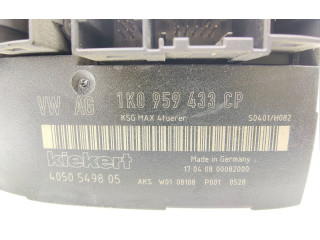 VW AG 1K0 959 433 CP
KSG MAX 4tuerer S0401/H082
kiekert
Made in Germany
4050 5498 05 17 04 08 00082000
AKS W01 08108 P001 0528